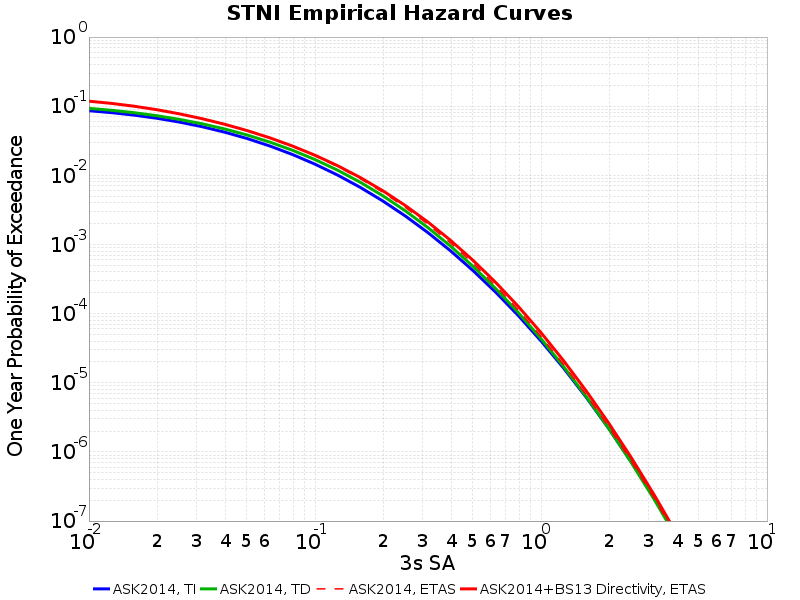 STNI Empirical Hazard Curves
One Year Probability of Exceedance
10^0
10^-1
10^-2
10^-3
10^-4
10^-5
10^-6
10^-7
10^-2 2 3 4 5 6 10^-1 2 3 4 5 6 7 10^0 2 3 4 5 6 7 10^1
3s SA
ASK2014, TI ASK2014, TD ASK2014, ETAS ASK2014+BS13 Directivity, ETAS